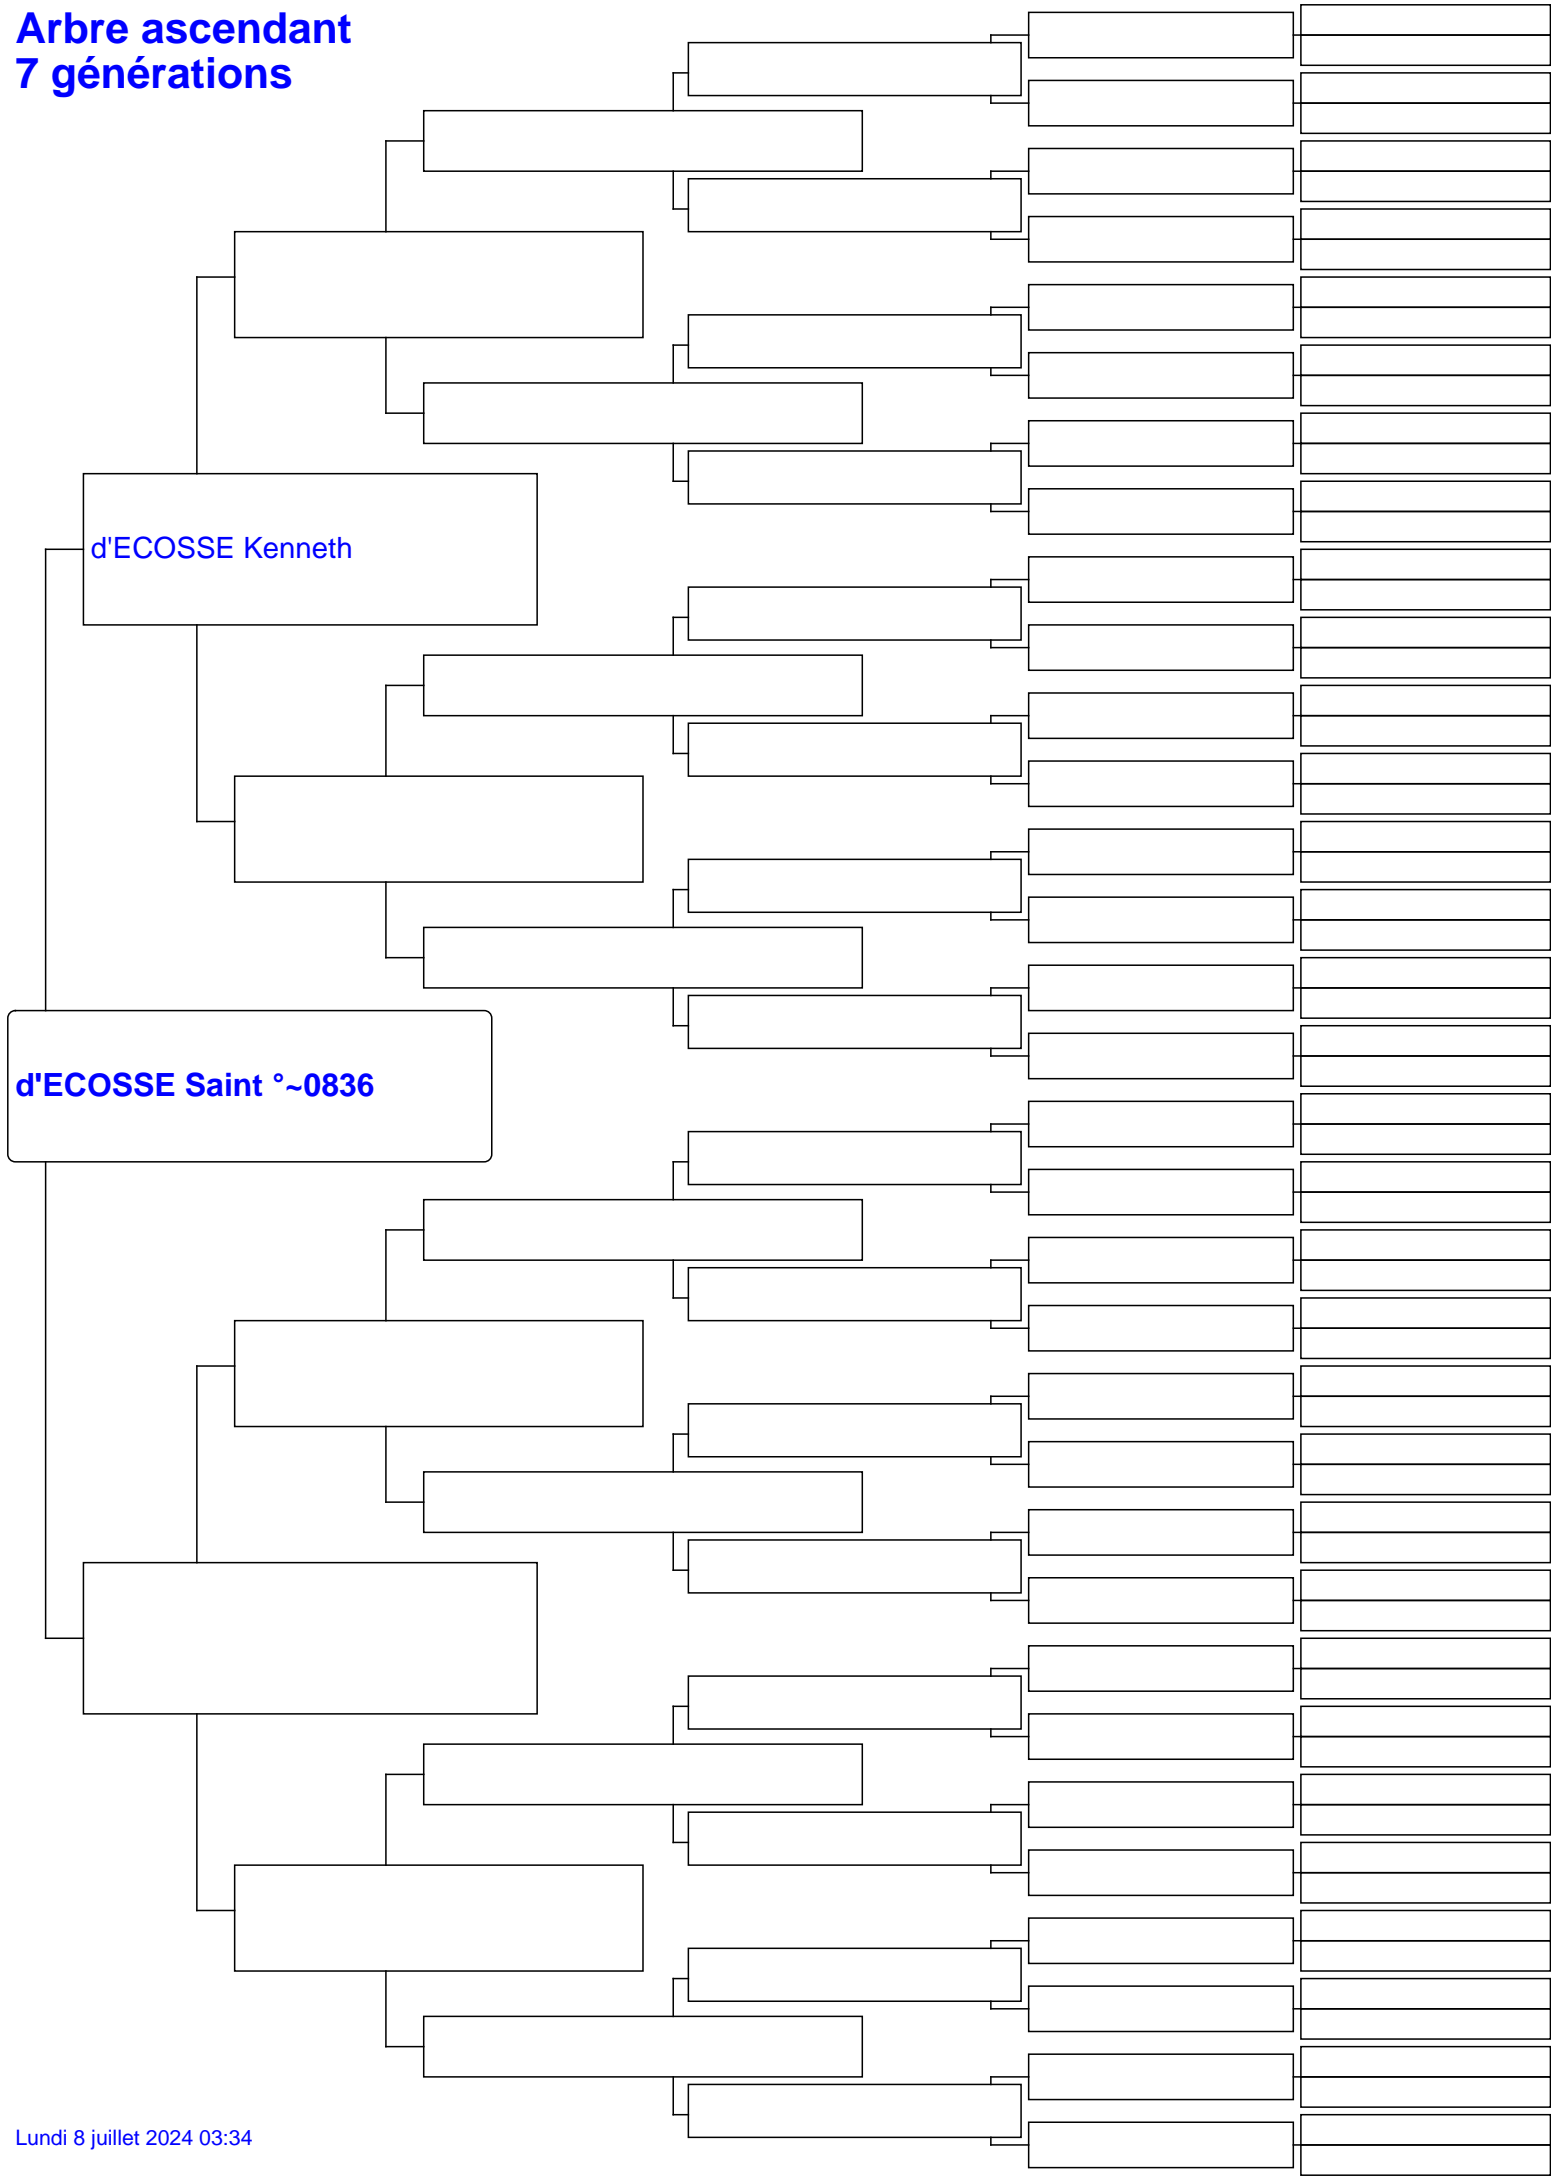 Arbre ascendant
7 générations
d'ECOSSE Kenneth
d'ECOSSE Saint °~0836
Lundi 8 juillet 2024 03:34